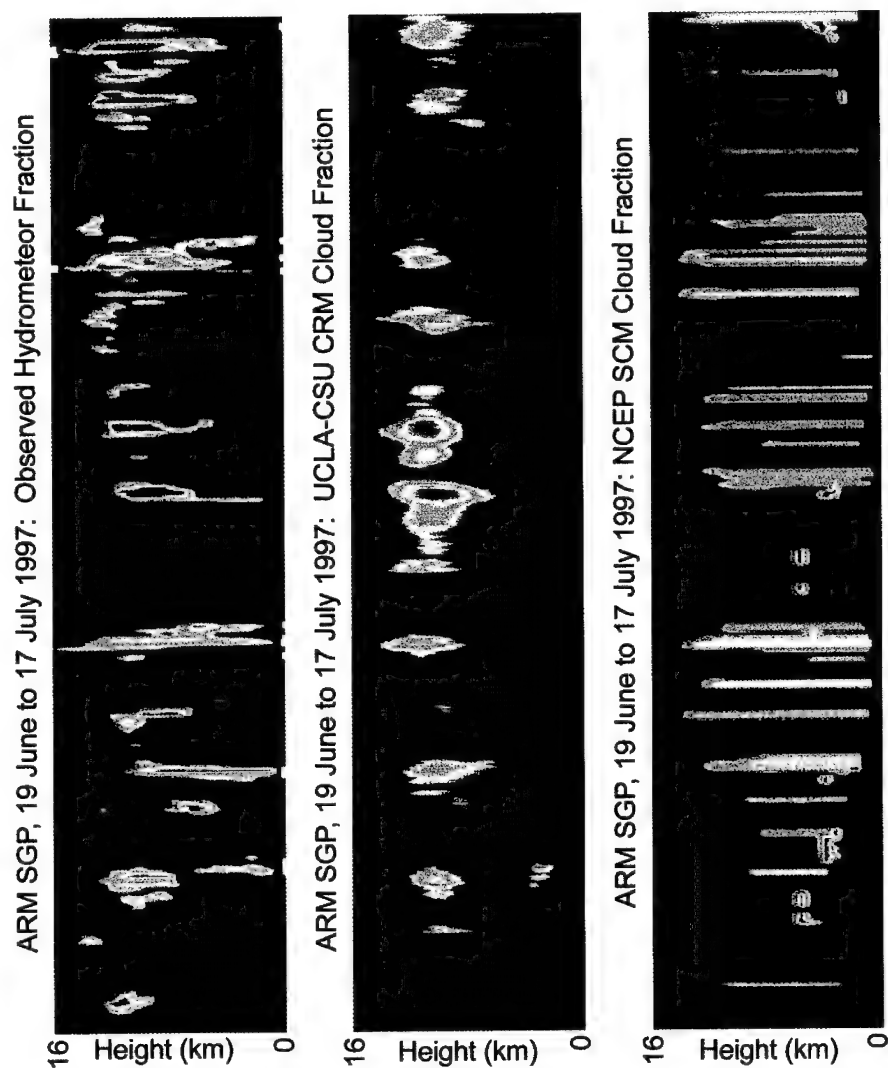 ARM SGP, 19 June to 17 July 1997: Observed Hydrometeor Fraction
16
Height (km)
0
ARM SGP, 19 June to 17 July 1997: UCLA-CSU CRM Cloud Fraction
16
Height (km)
0
ARM SGP, 19 June to 17 July 1997: NCEP SCM Cloud Fraction
16
Height (km)
0